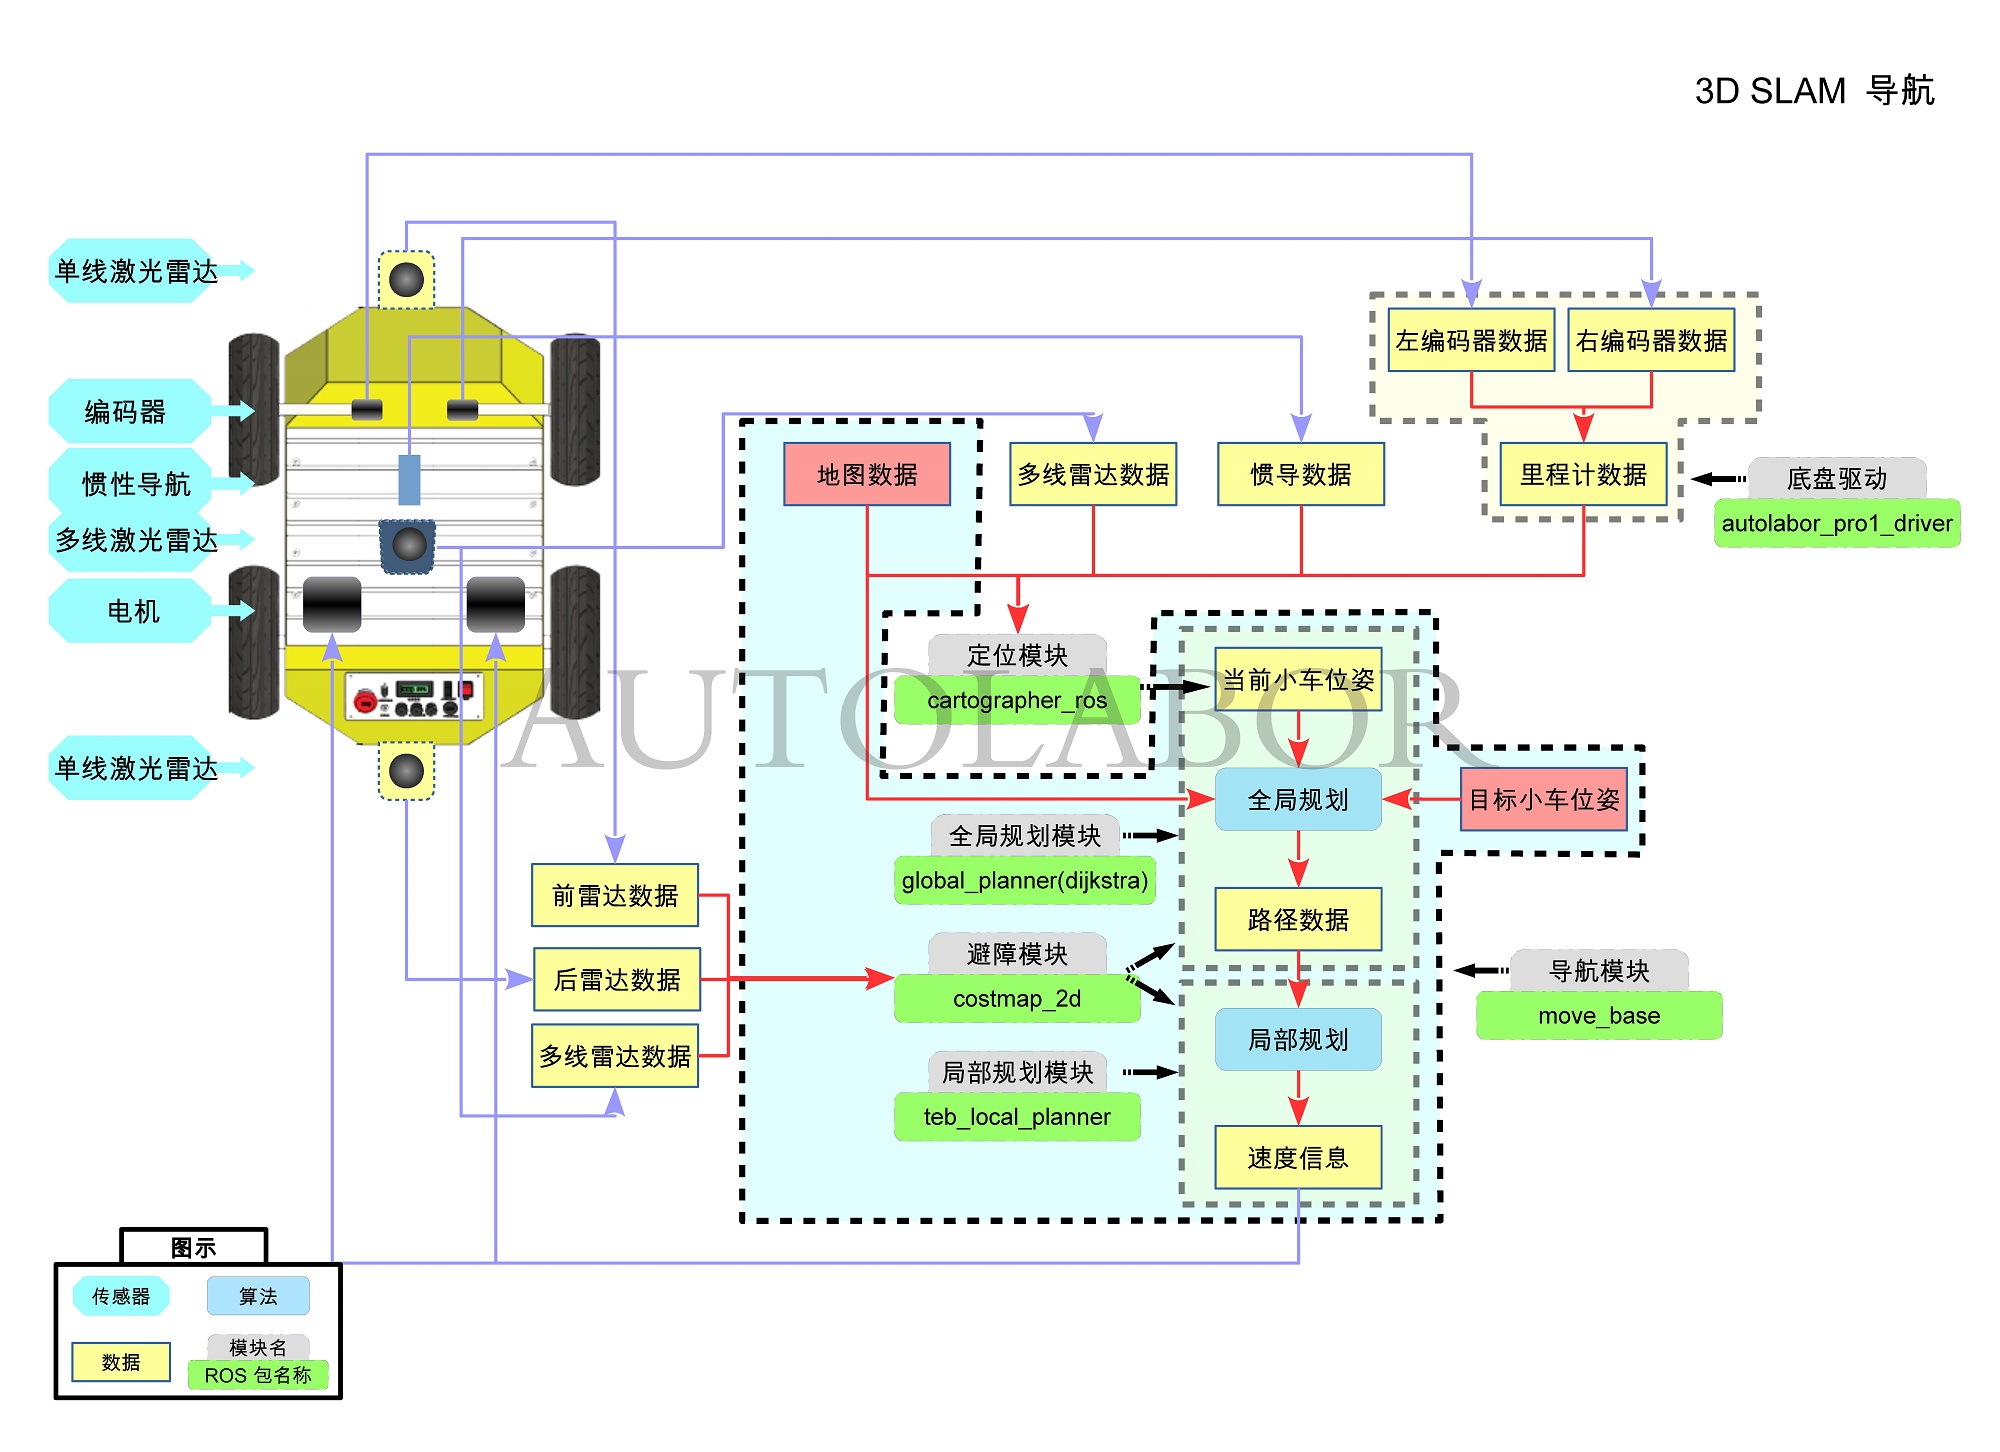 3D SLAM 导航
单线激光雷达
编码器
惯性导航
多线激光雷达
电机
单线激光雷达
左编码器数据
右编码器数据
地图数据
多线雷达数据
惯导数据
里程计数据
底盘驱动
autolabor_pro1_driver
定位模块
cartographer_ros
当前小车位姿
AUTOLABOR
全局规划
目标小车位姿
全局规划模块
global_planner(dijkstra)
前雷达数据
后雷达数据
多线雷达数据
路径数据
避障模块
costmap_2d
导航模块
move_base
局部规划
局部规划模块
teb_local_planner
速度信息
图示
传感器
算法
数据
模块名
ROS 包名称